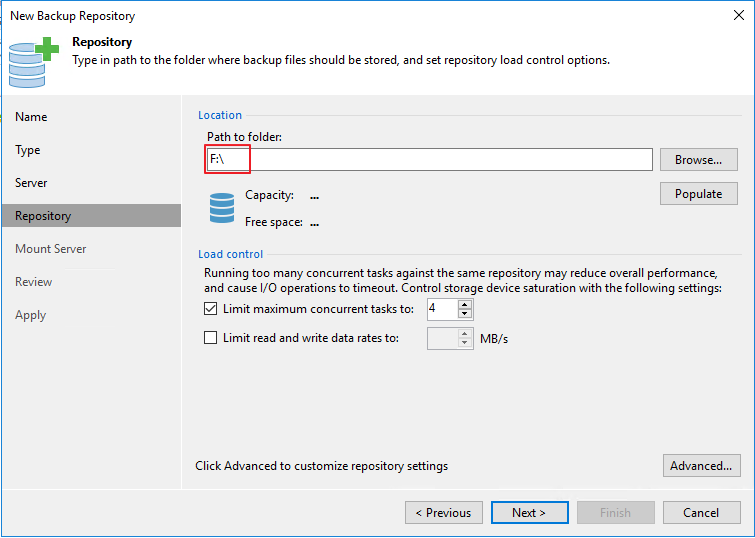 New Backup Repository
Repository
Type in path to the folder where backup files should be stored, and set repository load control options.
Name
Type
Server
Repository
Mount Server
Review
Apply
Location
Path to folder:
F:\
Browse...
Capacity: ...
Populate
Free space: ...
Load control
Running too many concurrent tasks against the same repository may reduce overall performance,
and cause I/O operations to timeout. Control storage device saturation with the following settings:
Limit maximum concurrent tasks to: 4
Limit read and write data rates to: MB/s
Click Advanced to customize repository settings
Advanced...
< Previous
Next >
Finish
Cancel